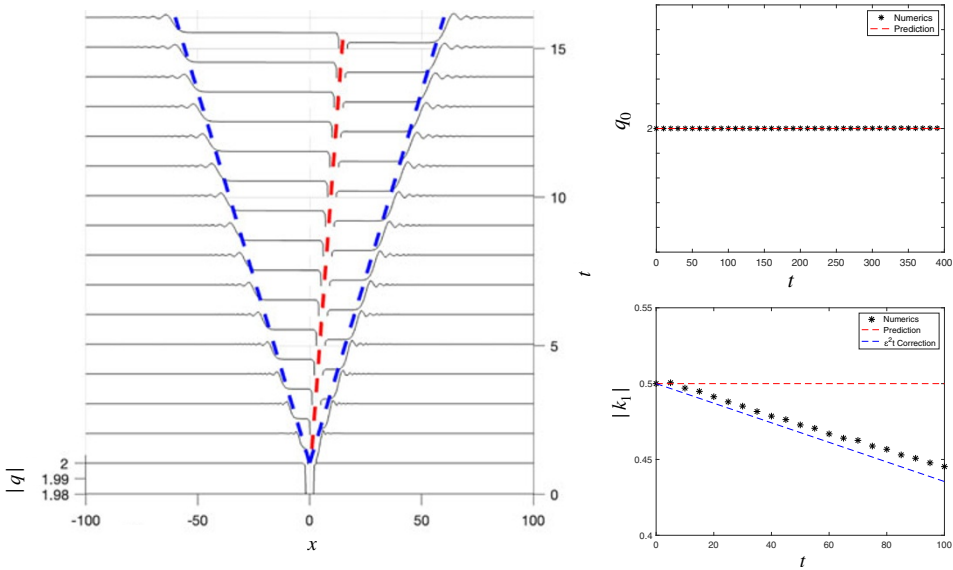 15
10
5
0
t
|q|
2
1.99
1.98
-100
-50
0
50
100
x
* Numerics
Prediction
q₀
2
0 50 100 150 200 250 300 350 400
t
* Numerics
Prediction
ε²t Correction
|k₁|
0.55
0.5
0.45
0.4
0 20 40 60 80 100
t